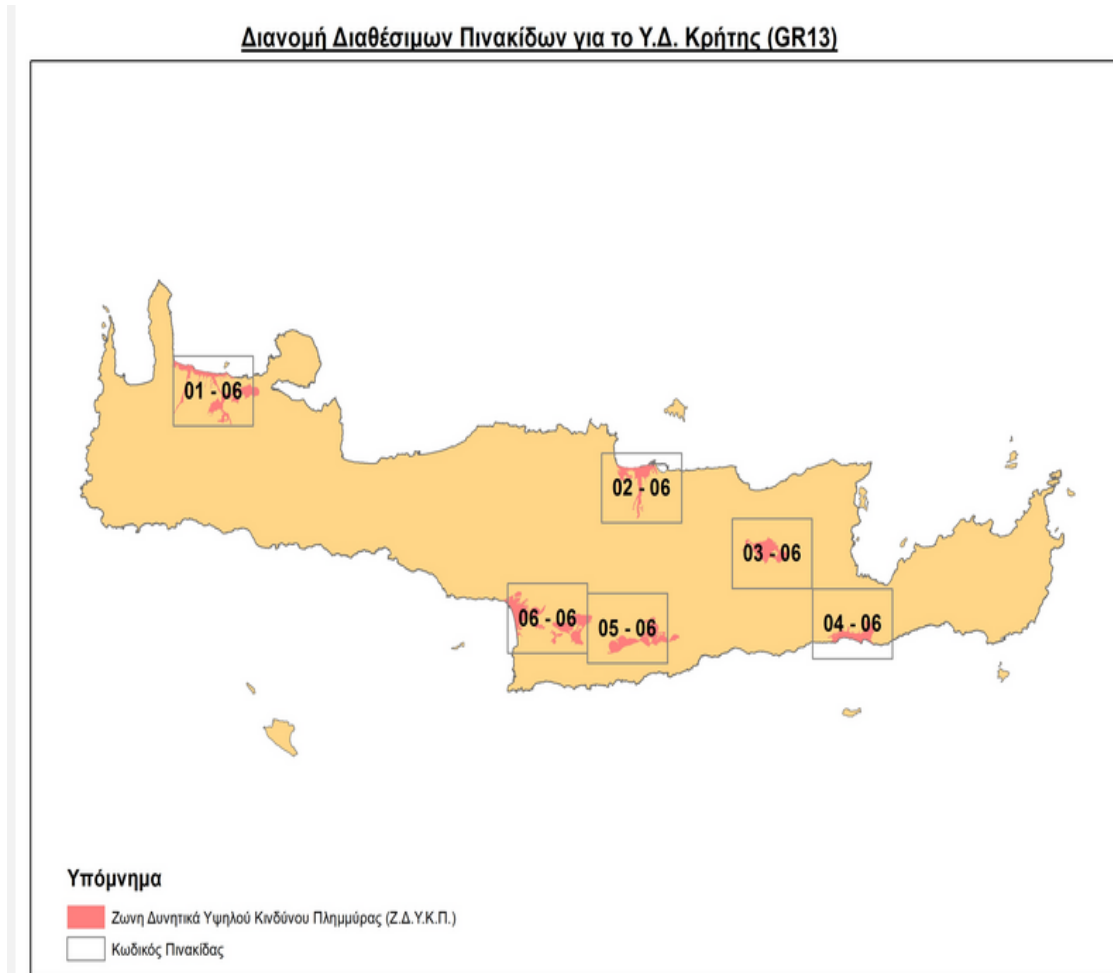 Διανομή Διαθέσιμων Πινακίδων για το Υ.Δ. Κρήτης (GR13)
01 - 06
02 - 06
03 - 06
04 - 06
06 - 06
05 - 06
Υπόμνημα
Ζωνη Δυνητικά Υψηλού Κινδύνου Πλημμύρας (Ζ.Δ.Υ.Κ.Π.)
Κωδικός Πινακίδας